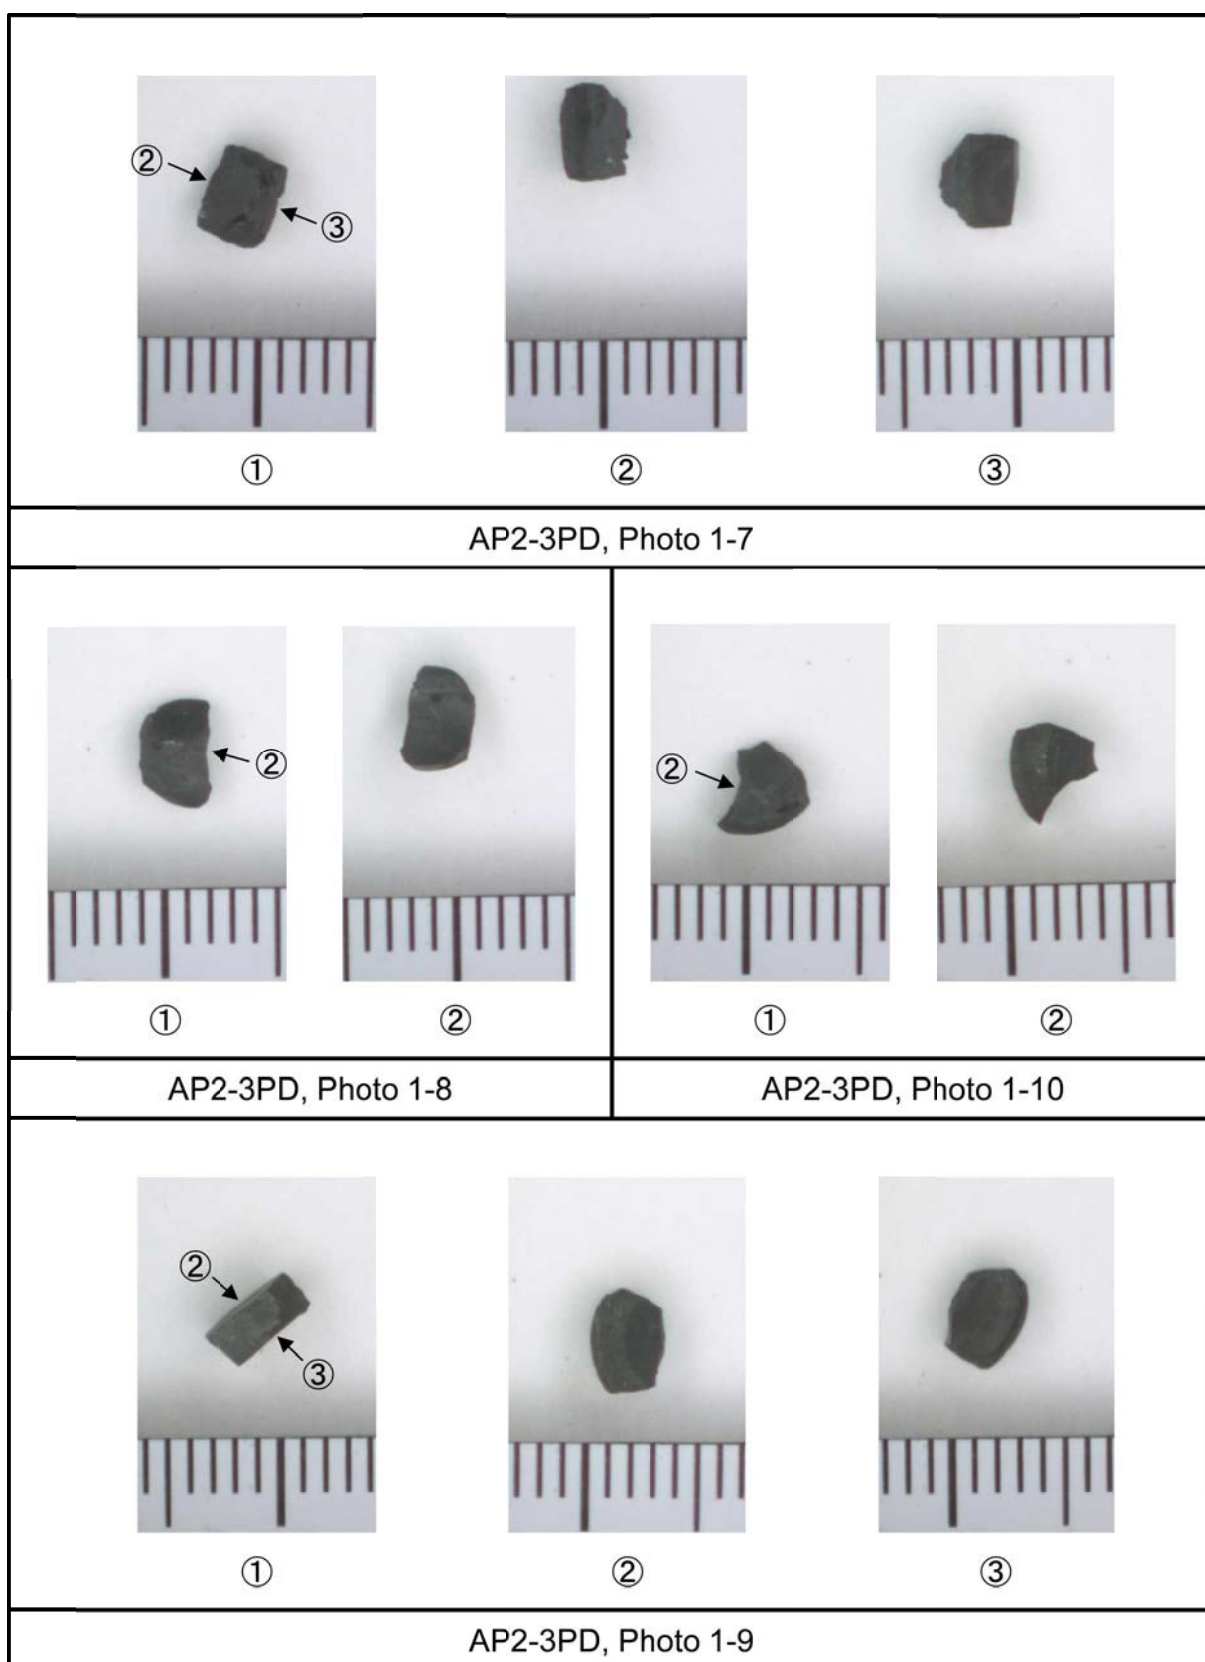 ② ③
① ② ③
AP2-3PD, Photo 1-7
②
① ②
AP2-3PD, Photo 1-8
②
① ②
AP2-3PD, Photo 1-10
② ③
① ② ③
AP2-3PD, Photo 1-9